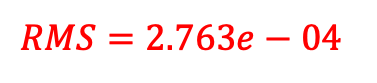 RMS = 2.763e − 04